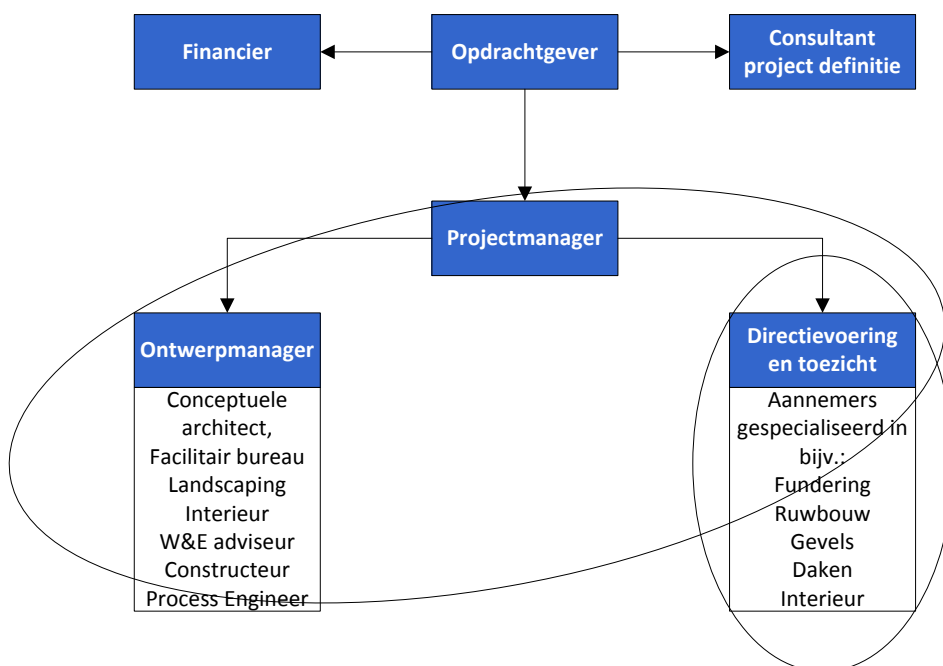 Financier
Opdrachtgever
Consultant
project definitie
Projectmanager
Ontwerpmanager
Conceptuele
architect,
Facilitair bureau
Landscaping
Interieur
W&E adviseur
Constructeur
Process Engineer
Directievoering
en toezicht
Aannemers
gespecialiseerd in
bijv.:
Fundering
Ruwbouw
Gevels
Daken
Interieur